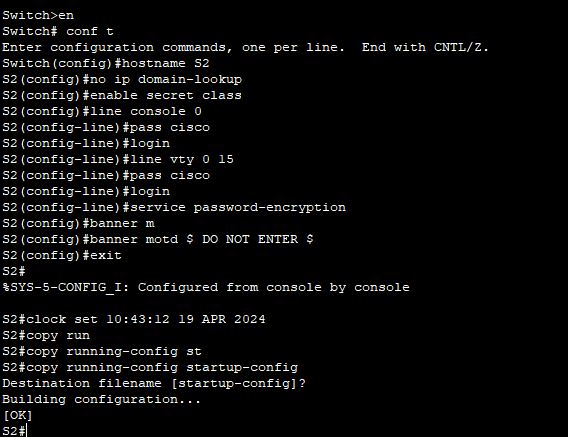 Switch>en
Switch# conf t
Enter configuration commands, one per line.  End with CNTL/Z.
Switch(config)#hostname S2
S2(config)#no ip domain-lookup
S2(config)#enable secret class
S2(config)#line console 0
S2(config-line)#pass cisco
S2(config-line)#login
S2(config-line)#line vty 0 15
S2(config-line)#pass cisco
S2(config-line)#login
S2(config-line)#service password-encryption
S2(config)#banner m
S2(config)#banner motd $ DO NOT ENTER $
S2(config)#exit
S2#
%SYS-5-CONFIG_I: Configured from console by console
S2#clock set 10:43:12 19 APR 2024
S2#copy run
S2#copy running-config st
S2#copy running-config startup-config
Destination filename [startup-config]?
Building configuration...
[OK]
S2#